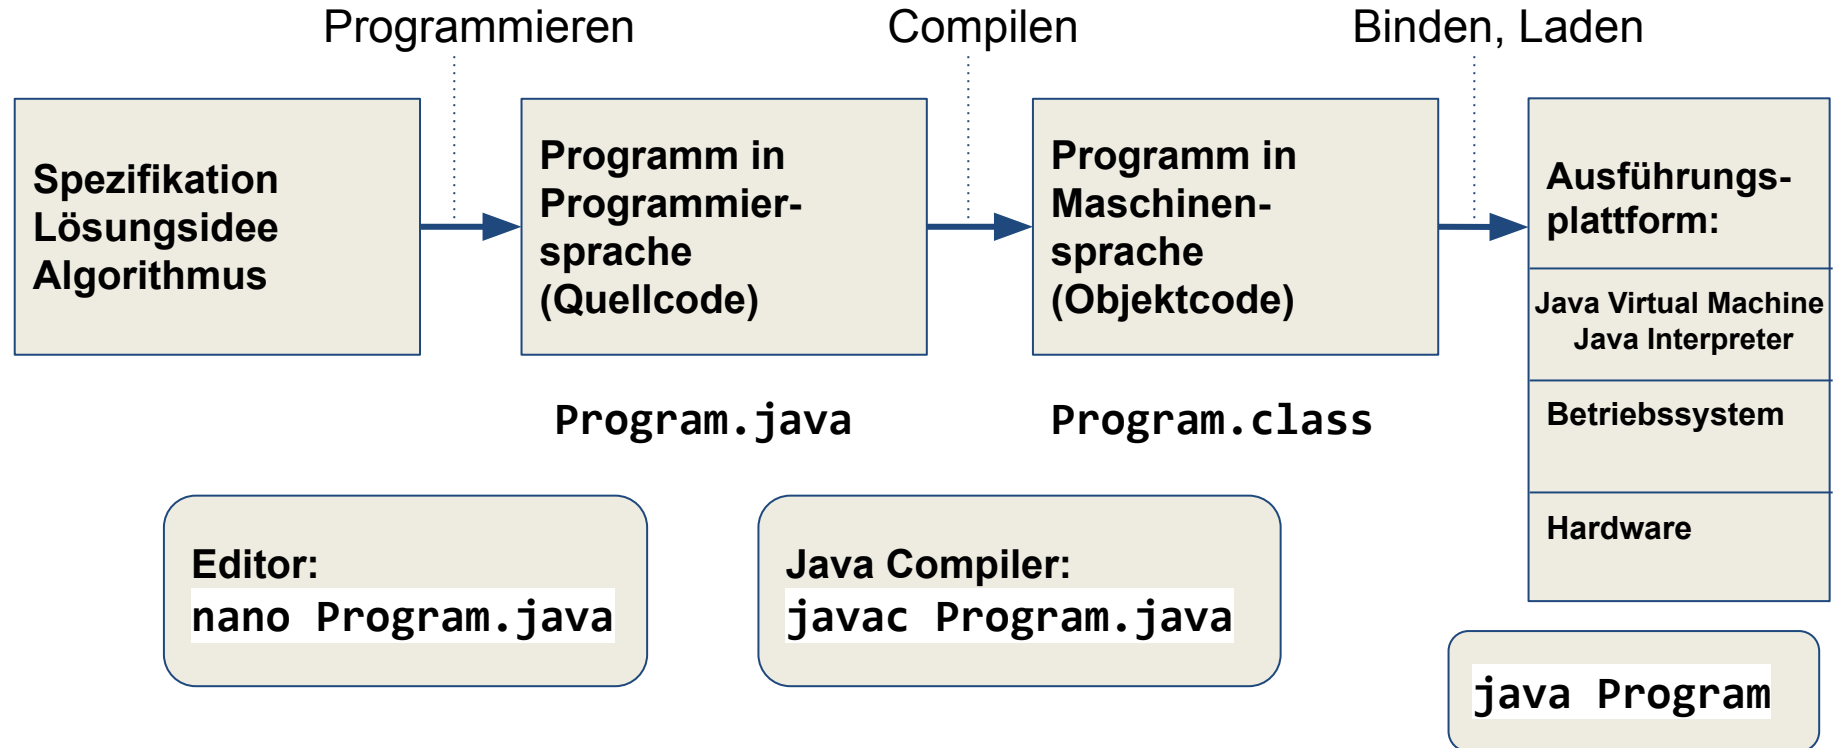 Programmieren
Compilen
Binden, Laden
Spezifikation
Lösungsidee
Algorithmus
Programm in
Programmier-
sprache
(Quellcode)
Programm in
Maschinen-
sprache
(Objektcode)
Ausführungs-
plattform:
Java Virtual Machine
Java Interpreter
Betriebssystem
Hardware
Program.java
Program.class
Editor:
nano Program.java
Java Compiler:
javac Program.java
java Program